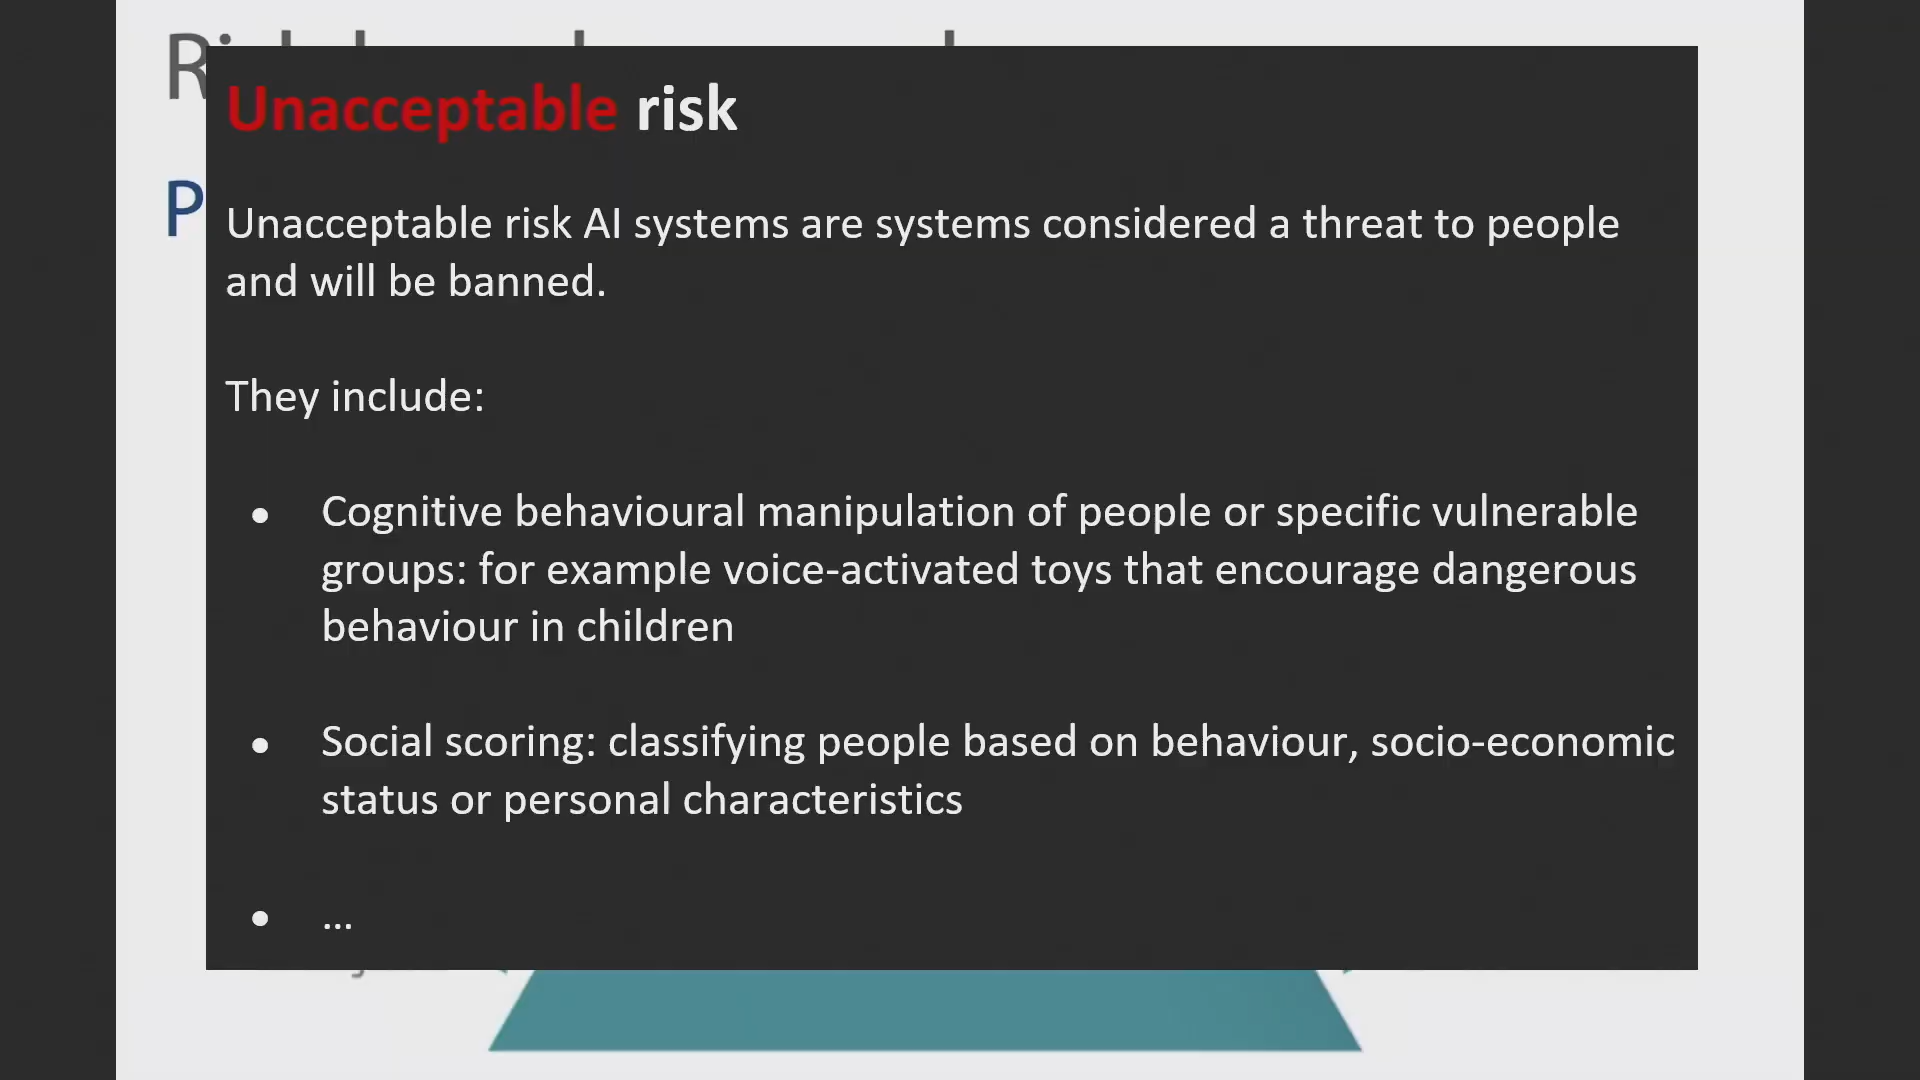 Unacceptable risk
Unacceptable risk AI systems are systems considered a threat to people
and will be banned.
They include:
• Cognitive behavioural manipulation of people or specific vulnerable
groups: for example voice-activated toys that encourage dangerous
behaviour in children
• Social scoring: classifying people based on behaviour, socio-economic
status or personal characteristics
• ...